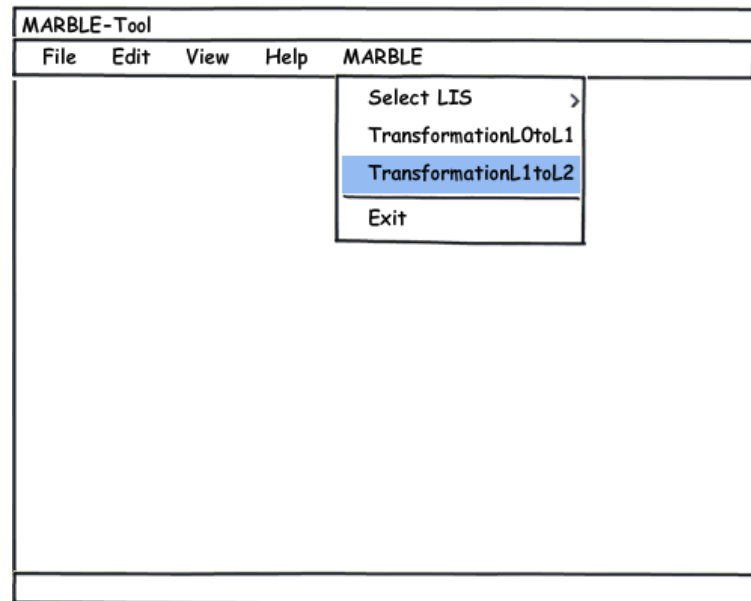 MARBLE-Tool
File Edit View Help MARBLE
Select LIS >
TransformationL0toL1
TransformationL1toL2
Exit